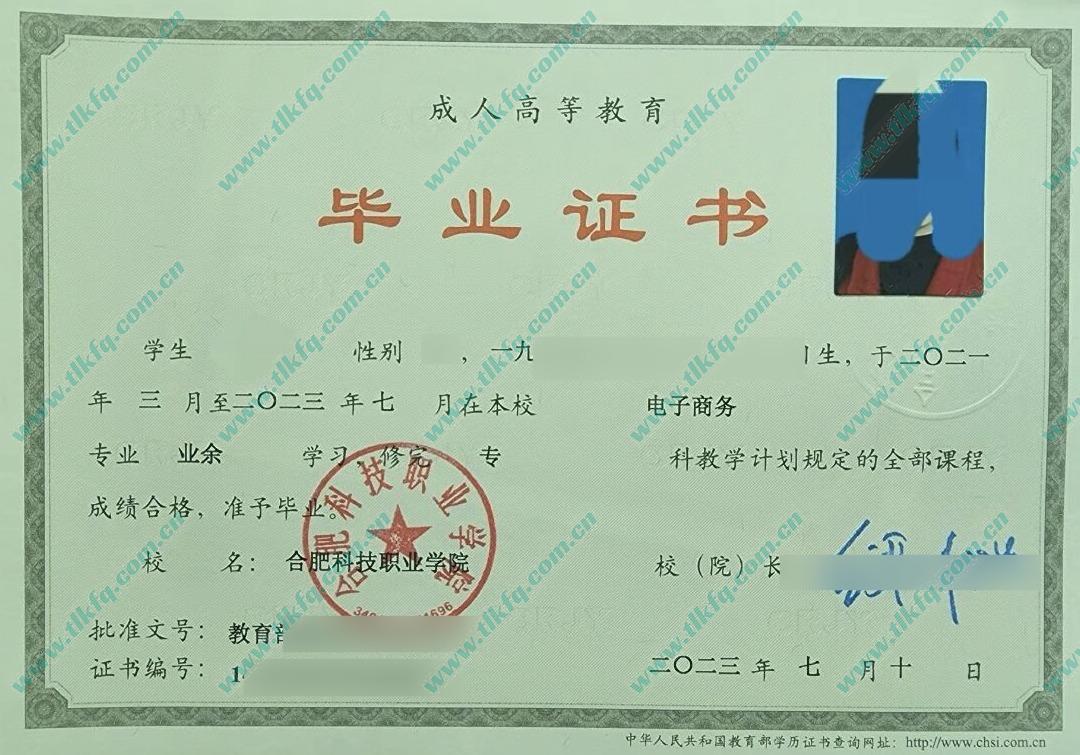 成人高等教育
毕业证书
学生 性别 ，一九 生，于二〇二一
年 三 月至二〇二三 年 七 月在本校 电子商务
专业 业余 学习，修完 专 科教学计划规定的全部课程，
成绩合格，准予毕业。
校 名： 合肥科技职业学院 校（院）长
批准文号： 教育
证书编号： 1
二〇二三 年 七 月 十 日
合肥科技职业学院
中华人民共和国教育部学历证书查询网址：http://www.chsi.com.cn
www.tlkfq.com.cn